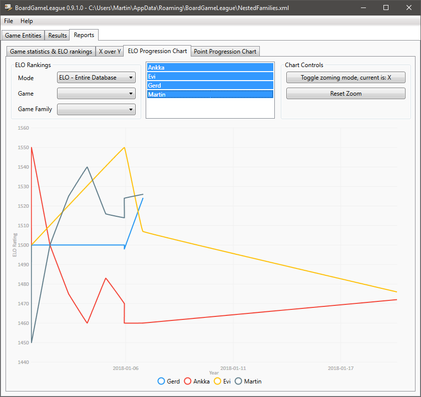 BoardGameLeague 0.9.1.0 - C:\Users\Martin\AppData\Roaming\BoardGameLeague\NestedFamilies.xml
File Help
Game Entities Results Reports
Game statistics & ELO rankings X over Y ELO Progression Chart Point Progression Chart
ELO Rankings
Mode ELO - Entire Database
Game
Game Family
Ankka
Evi
Gerd
Martin
Chart Controls
Toggle zoming mode, current is: X
Reset Zoom
1560
1550
1540
1530
1520
1510
1500
1490
1480
1470
1460
1450
1440
ELO Rating
2018-01-06 2018-01-11 2018-01-17
Year
Gerd Ankka Evi Martin